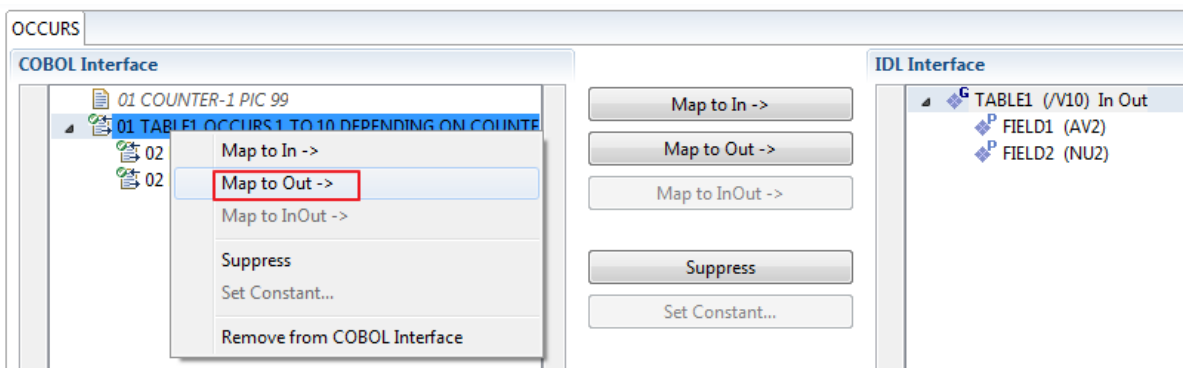 OCCURS
COBOL Interface
01 COUNTER-1 PIC 99
01 TABLE1 OCCURS 1 TO 10 DEPENDING ON COUNTE
02
02
Map to In ->
Map to Out ->
Map to InOut ->
Suppress
Set Constant...
Remove from COBOL Interface
Map to In ->
Map to Out ->
Map to InOut ->
Suppress
Set Constant...
IDL Interface
G TABLE1 (/V10) In Out
P FIELD1 (AV2)
P FIELD2 (NU2)